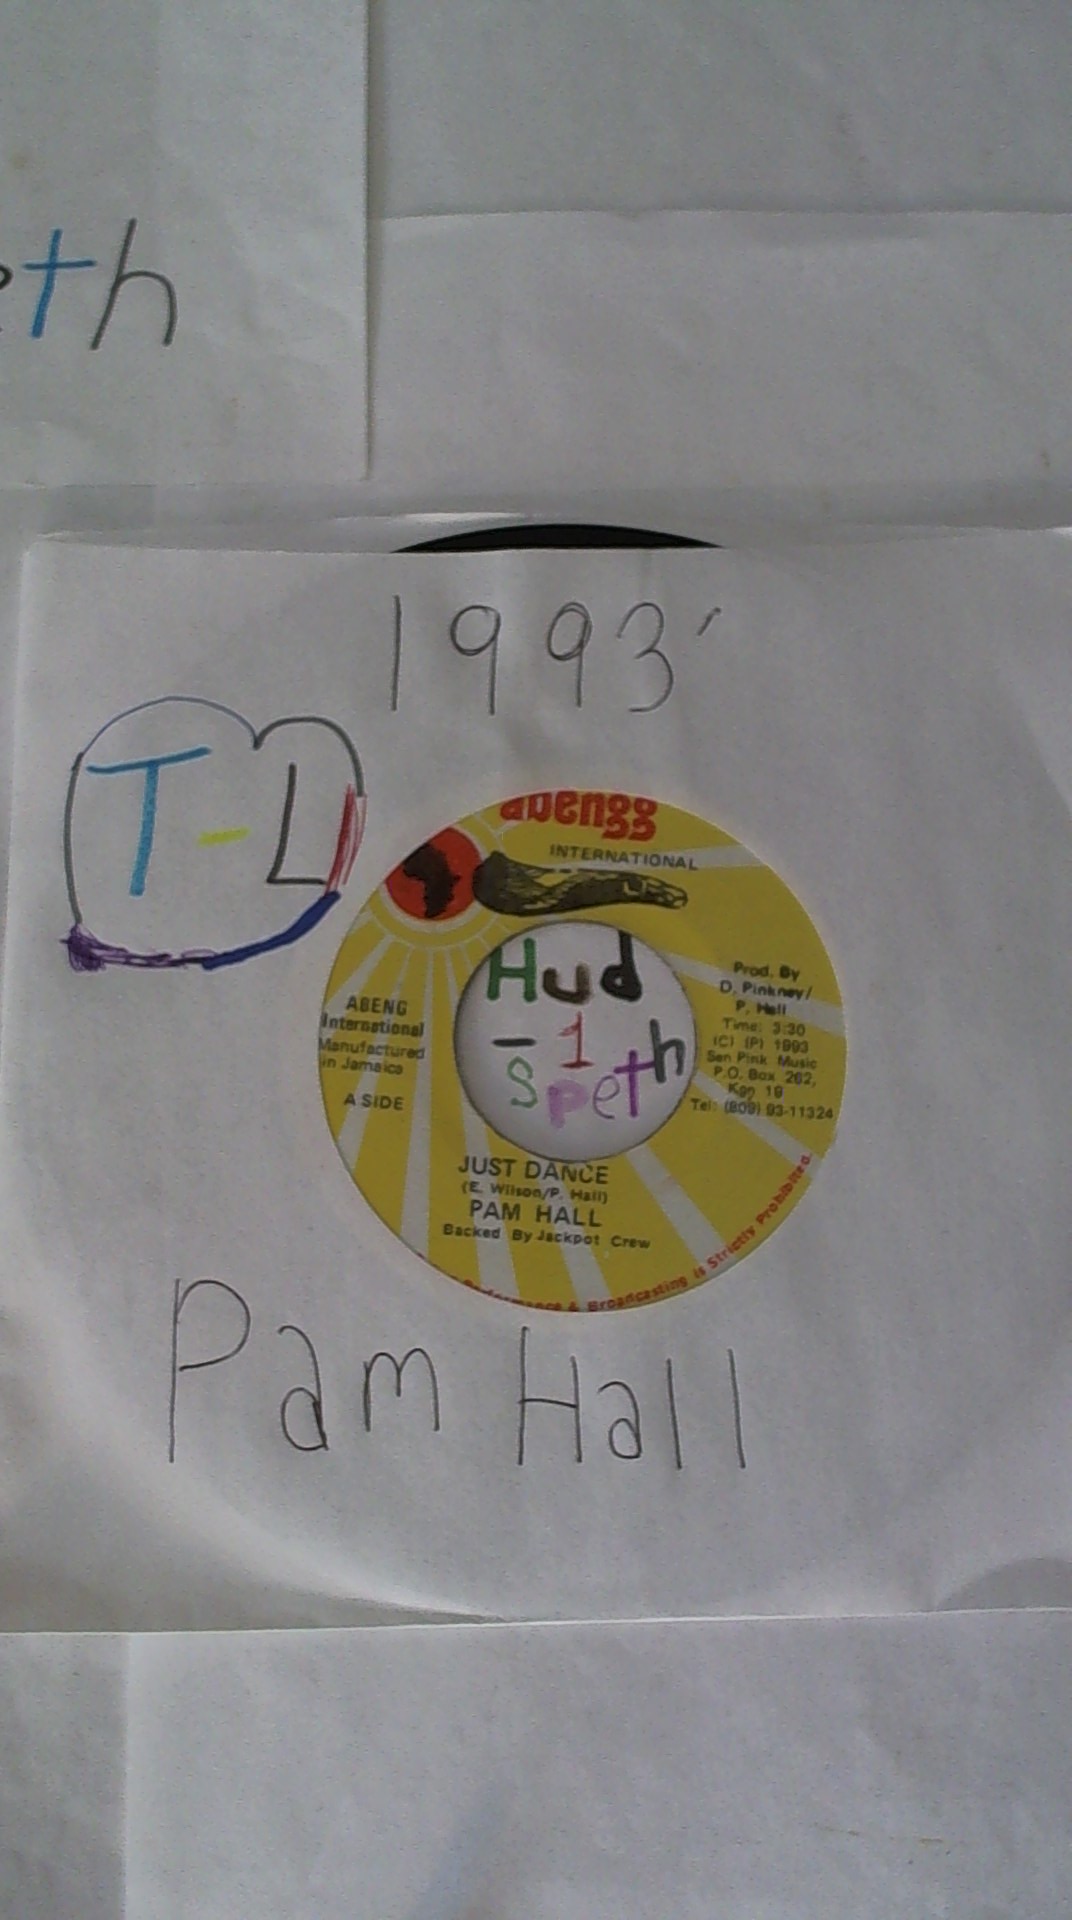 eth
1993'
T-L
abengg
INTERNATIONAL
Hud
- 1
speth
ABENG
International
Manufactured
in Jamaica
A SIDE
Prod. By
D. Pinkney/
P. Hall
Time: 3:30
(C) (P) 1993
Sen Pink Music
P.O. Box 262,
Kgn 19
Tel: (809) 93-11324
JUST DANCE
(E. Wilson/P. Hall)
PAM HALL
Backed By Jackpot Crew
Performance & Broadcasting is Strictly Prohibited.
Pam Hall